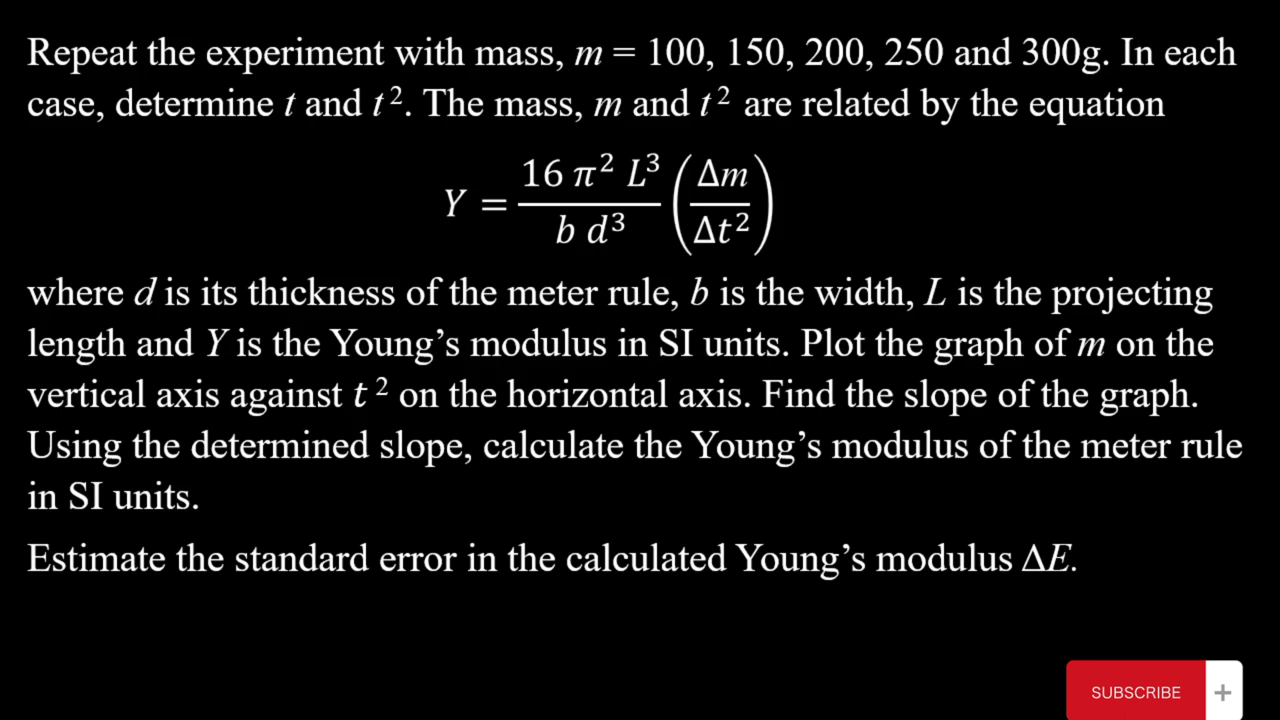 Repeat the experiment with mass, m = 100, 150, 200, 250 and 300g. In each
case, determine t and t². The mass, m and t² are related by the equation
Y = \frac{16 π² L³}{b d³} \left(\frac{Δm}{Δt²}\right)
where d is its thickness of the meter rule, b is the width, L is the projecting
length and Y is the Young’s modulus in SI units. Plot the graph of m on the
vertical axis against t² on the horizontal axis. Find the slope of the graph.
Using the determined slope, calculate the Young’s modulus of the meter rule
in SI units.
Estimate the standard error in the calculated Young’s modulus ΔE.
SUBSCRIBE +